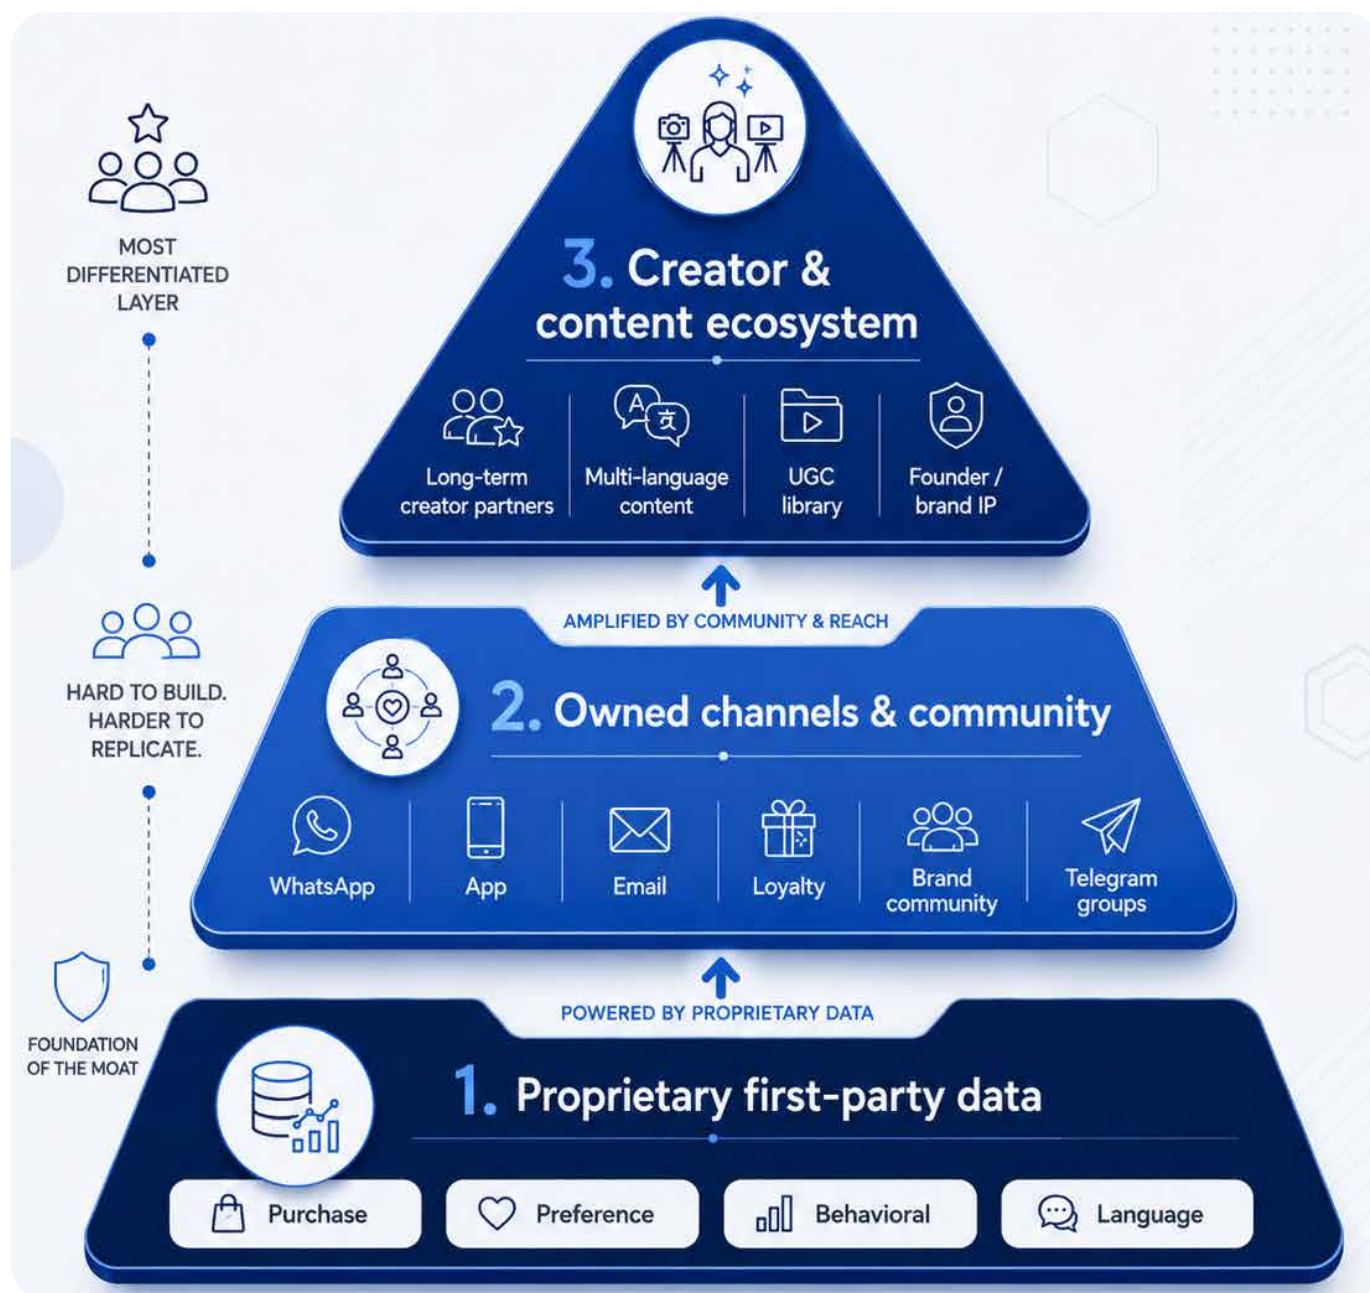 MOST
DIFFERENTIATED
LAYER
3. Creator &
content ecosystem
Long-term
creator partners
A
Multi-language
content
UGC
library
Founder /
brand IP
AMPLIFIED BY COMMUNITY & REACH
HARD TO BUILD.
HARDER TO
REPLICATE.
2. Owned channels & community
WhatsApp
App
Email
Loyalty
Brand
community
Telegram
groups
POWERED BY PROPRIETARY DATA
FOUNDATION
OF THE MOAT
1. Proprietary first-party data
Purchase
Preference
Behavioral
Language